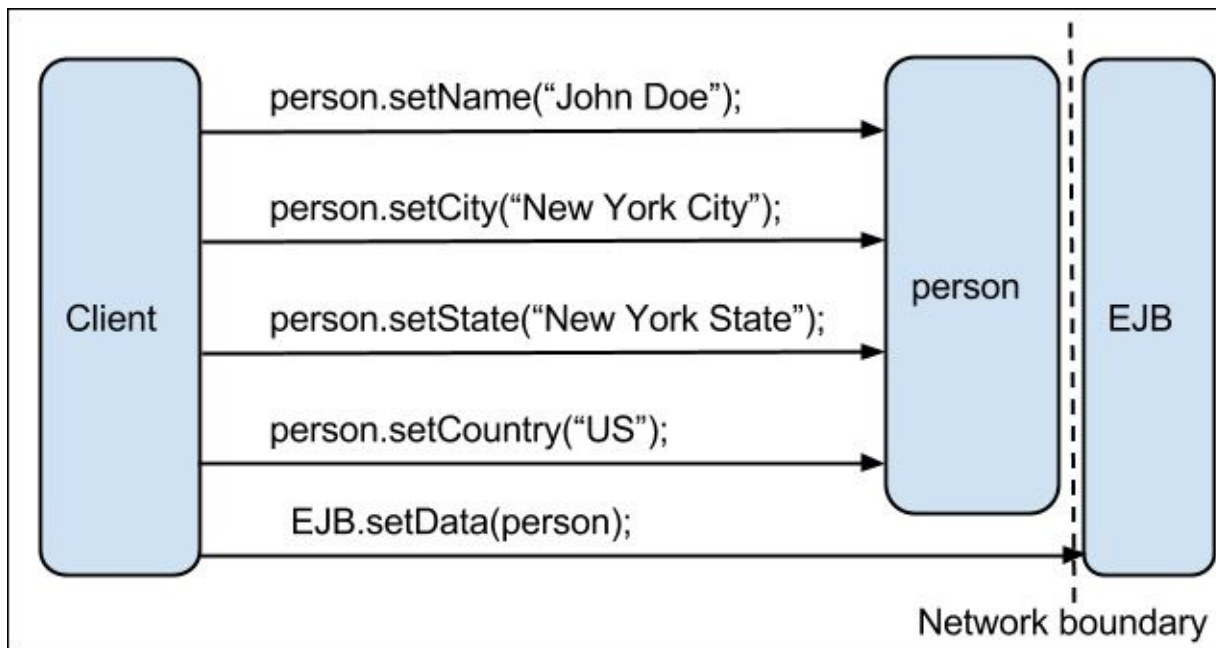 person.setName(“John Doe”);
person.setCity(“New York City”);
person.setState(“New York State”);
person.setCountry(“US”);
EJB.setData(person);
Client
person
EJB
Network boundary